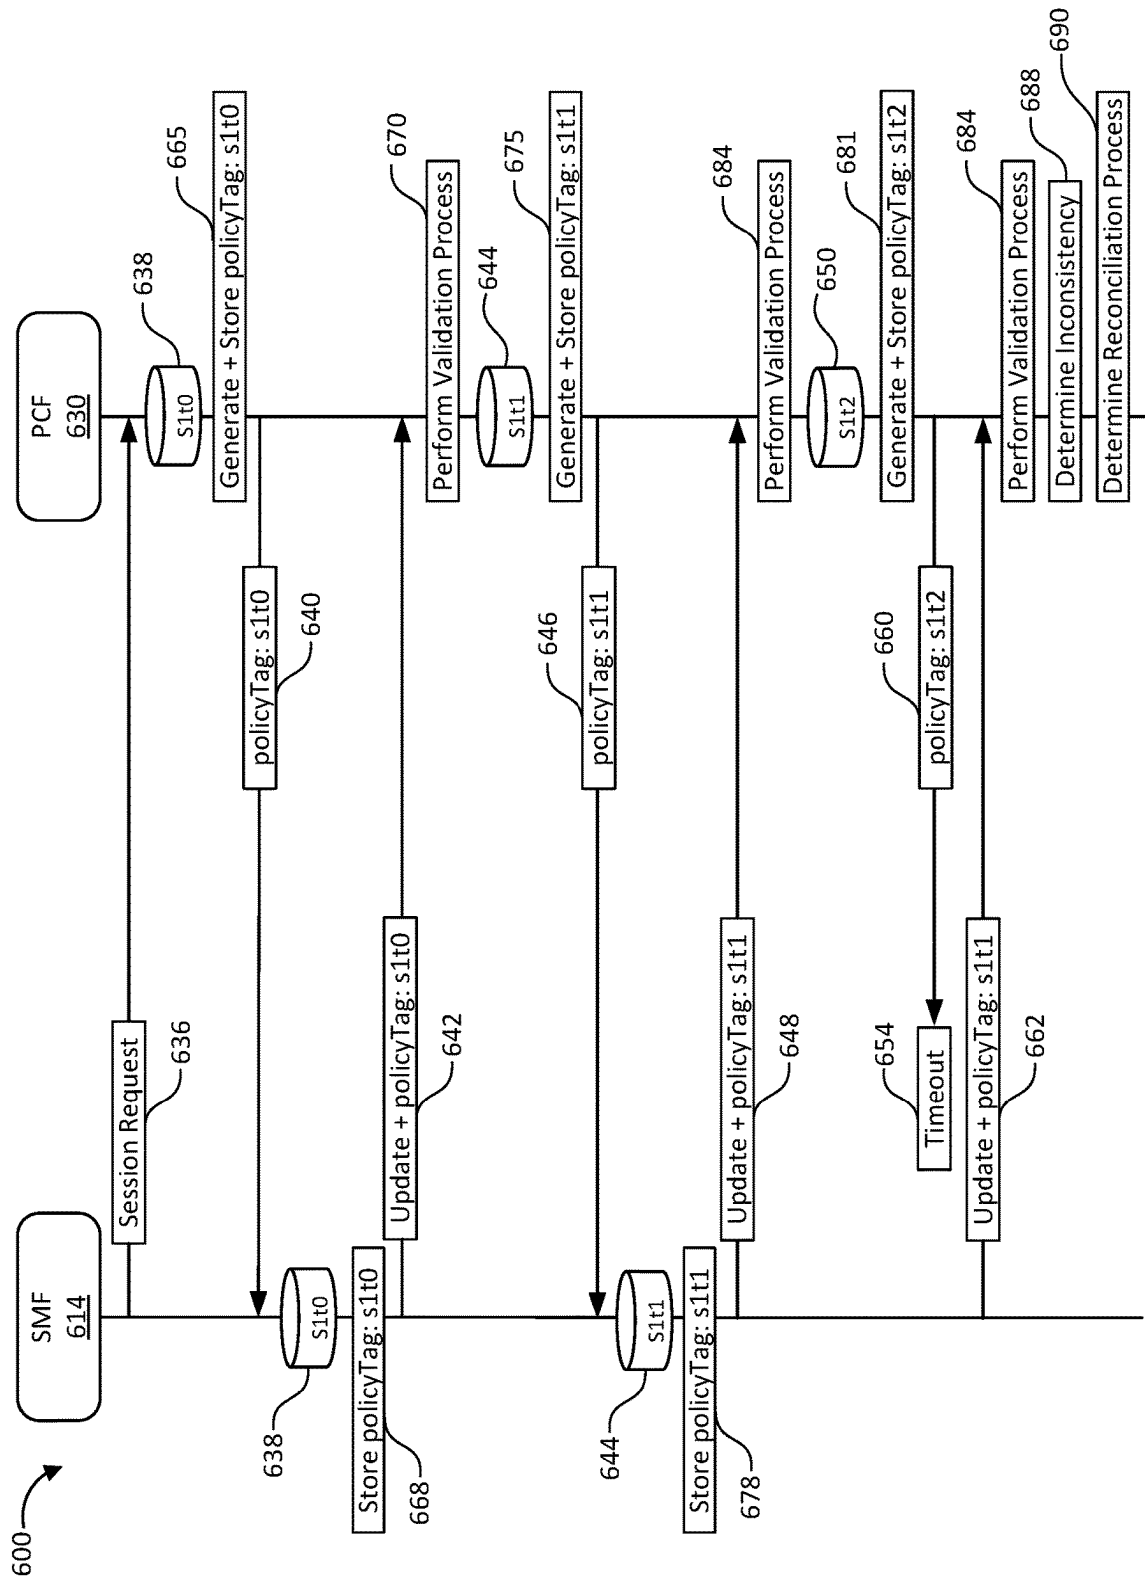 600
SMF
614
PCF
630
Session Request
636
638
S1t0
665
Generate + Store policyTag: s1t0
policyTag: s1t0
640
638
S1t0
Store policyTag: s1t0
668
Update + policyTag: s1t0
642
670
Perform Validation Process
644
S1t1
675
Generate + Store policyTag: s1t1
646
policyTag: s1t1
644
S1t1
Store policyTag: s1t1
678
Update + policyTag: s1t1
648
684
Perform Validation Process
650
S1t2
681
Generate + Store policyTag: s1t2
660
policyTag: s1t2
654
Timeout
Update + policyTag: s1t1
662
684
Perform Validation Process
688
Determine Inconsistency
690
Determine Reconciliation Process